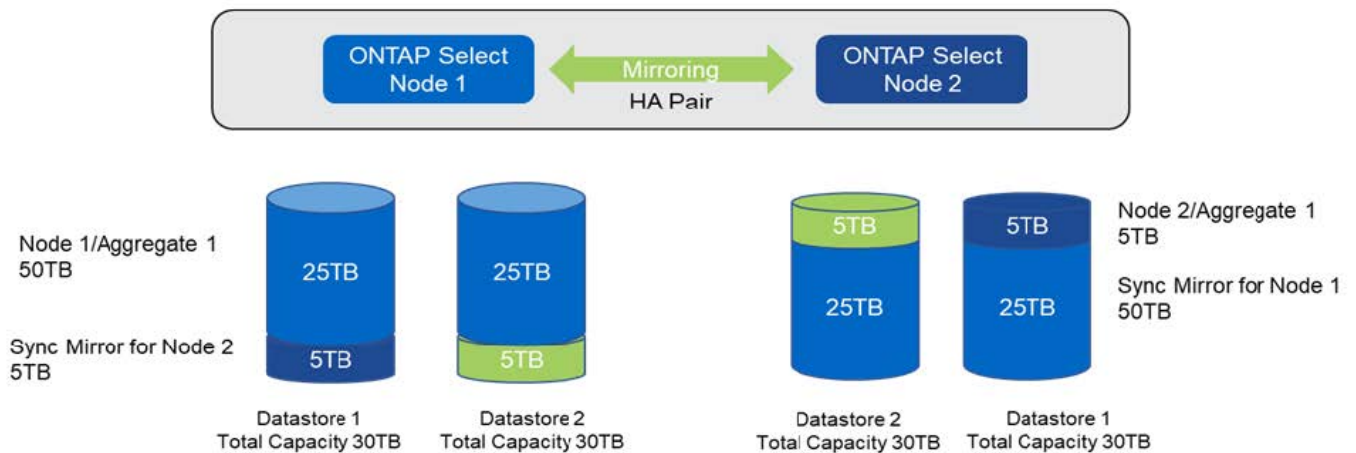 ONTAP Select
Node 1
Mirroring
HA Pair
ONTAP Select
Node 2
Node 1/Aggregate 1
50TB
Sync Mirror for Node 2
5TB
25TB
5TB
Datastore 1
Total Capacity 30TB
25TB
5TB
Datastore 2
Total Capacity 30TB
5TB
25TB
Datastore 2
Total Capacity 30TB
5TB
25TB
Datastore 1
Total Capacity 30TB
Node 2/Aggregate 1
5TB
Sync Mirror for Node 1
50TB